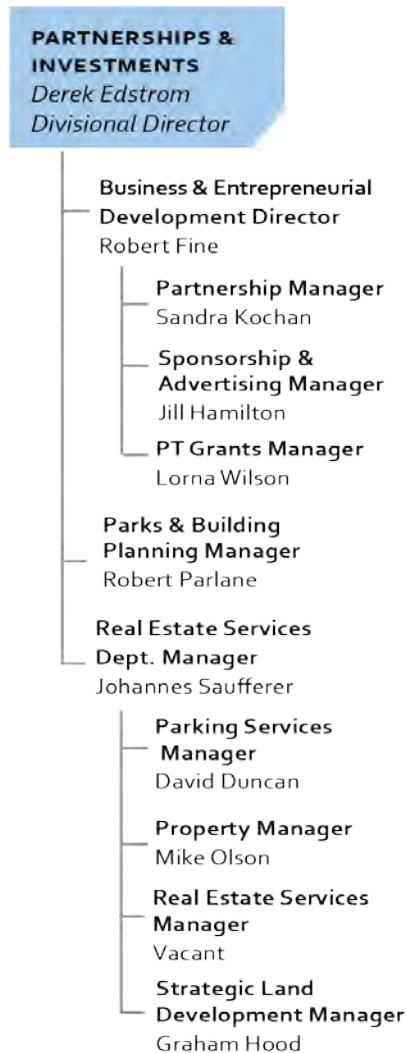 PARTNERSHIPS &
INVESTMENTS
Derek Edstrom
Divisional Director
Business & Entrepreneurial
Development Director
Robert Fine
Partnership Manager
Sandra Kochan
Sponsorship &
Advertising Manager
Jill Hamilton
PT Grants Manager
Lorna Wilson
Parks & Building
Planning Manager
Robert Parlane
Real Estate Services
Dept. Manager
Johannes Saufferer
Parking Services
Manager
David Duncan
Property Manager
Mike Olson
Real Estate Services
Manager
Vacant
Strategic Land
Development Manager
Graham Hood